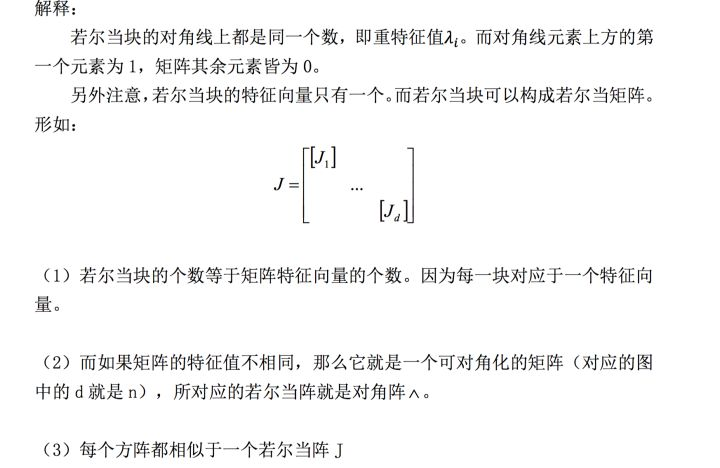 解释：
若尔当块的对角线上都是同一个数，即重特征值λi。而对角线元素上方的第
一个元素为 1，矩阵其余元素皆为 0。
另外注意，若尔当块的特征向量只有一个。而若尔当块可以构成若尔当矩阵。
形如：
[J1]
J = ...
[Jd]
（1）若尔当块的个数等于矩阵特征向量的个数。因为每一块对应于一个特征向
量。
（2）而如果矩阵的特征值不相同，那么它就是一个可对角化的矩阵（对应的图
中的 d 就是 n），所对应的若尔当阵就是对角阵∧。
（3）每个方阵都相似于一个若尔当阵 J